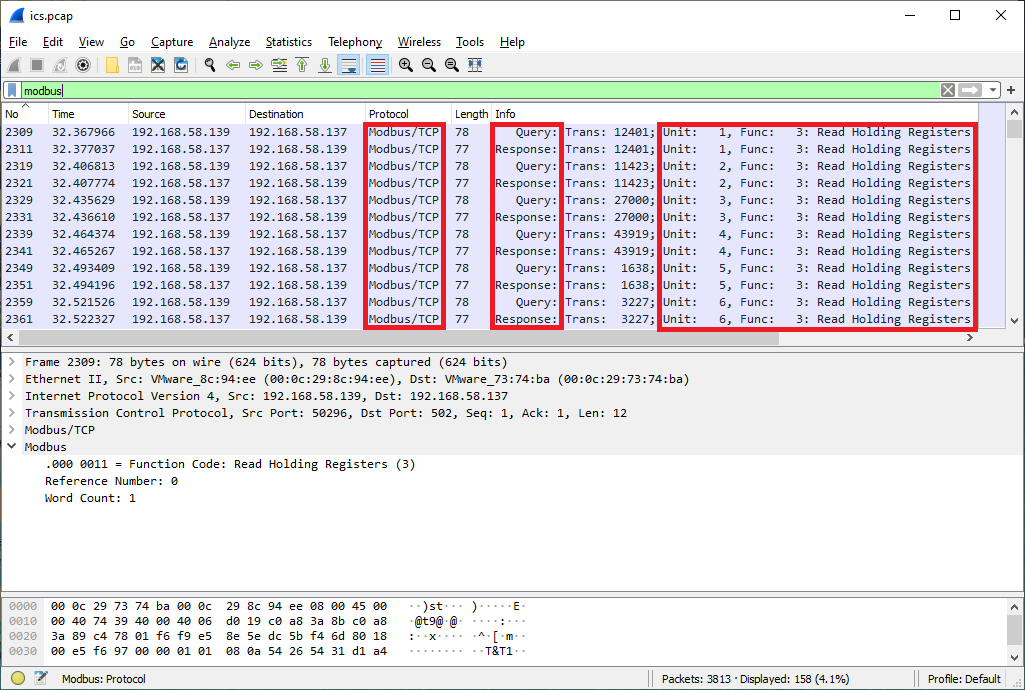 ics.pcap
File Edit View Go Capture Analyze Statistics Telephony Wireless Tools Help
modbus
No Time Source Destination Protocol Length Info
2309 32.367966 192.168.58.139 192.168.58.137 Modbus/TCP 78 Query: Trans: 12401; Unit: 1, Func: 3: Read Holding Registers
2311 32.377037 192.168.58.137 192.168.58.139 Modbus/TCP 77 Response: Trans: 12401; Unit: 1, Func: 3: Read Holding Registers
2319 32.406813 192.168.58.139 192.168.58.137 Modbus/TCP 78 Query: Trans: 11423; Unit: 2, Func: 3: Read Holding Registers
2321 32.407774 192.168.58.137 192.168.58.139 Modbus/TCP 77 Response: Trans: 11423; Unit: 2, Func: 3: Read Holding Registers
2329 32.435629 192.168.58.139 192.168.58.137 Modbus/TCP 78 Query: Trans: 27000; Unit: 3, Func: 3: Read Holding Registers
2331 32.436610 192.168.58.137 192.168.58.139 Modbus/TCP 77 Response: Trans: 27000; Unit: 3, Func: 3: Read Holding Registers
2339 32.464374 192.168.58.139 192.168.58.137 Modbus/TCP 78 Query: Trans: 43919; Unit: 4, Func: 3: Read Holding Registers
2341 32.465267 192.168.58.137 192.168.58.139 Modbus/TCP 77 Response: Trans: 43919; Unit: 4, Func: 3: Read Holding Registers
2349 32.493409 192.168.58.139 192.168.58.137 Modbus/TCP 78 Query: Trans: 1638; Unit: 5, Func: 3: Read Holding Registers
2351 32.494196 192.168.58.137 192.168.58.139 Modbus/TCP 77 Response: Trans: 1638; Unit: 5, Func: 3: Read Holding Registers
2359 32.521526 192.168.58.139 192.168.58.137 Modbus/TCP 78 Query: Trans: 3227; Unit: 6, Func: 3: Read Holding Registers
2361 32.522327 192.168.58.137 192.168.58.139 Modbus/TCP 77 Response: Trans: 3227; Unit: 6, Func: 3: Read Holding Registers
Frame 2309: 78 bytes on wire (624 bits), 78 bytes captured (624 bits)
Ethernet II, Src: VMware_8c:94:ee (00:0c:29:8c:94:ee), Dst: VMware_73:74:ba (00:0c:29:73:74:ba)
Internet Protocol Version 4, Src: 192.168.58.139, Dst: 192.168.58.137
Transmission Control Protocol, Src Port: 50296, Dst Port: 502, Seq: 1, Ack: 1, Len: 12
Modbus/TCP
Modbus
.000 0011 = Function Code: Read Holding Registers (3)
Reference Number: 0
Word Count: 1
0000 00 0c 29 73 74 ba 00 0c 29 8c 94 ee 08 00 45 00 ··)st··· )·····E·
0010 00 40 74 39 40 00 40 06 d0 19 c0 a8 3a 8b c0 a8 ·@t9@·@· ····:···
0020 3a 89 c4 78 01 f6 f9 e5 8e 5e dc 5b f4 6d 80 18 :··x···· ·^·[·m··
0030 00 e5 f6 97 00 00 01 01 08 0a 54 26 54 31 d1 a4 ········ ··T&T1··
Modbus: Protocol Packets: 3813 · Displayed: 158 (4.1%) Profile: Default